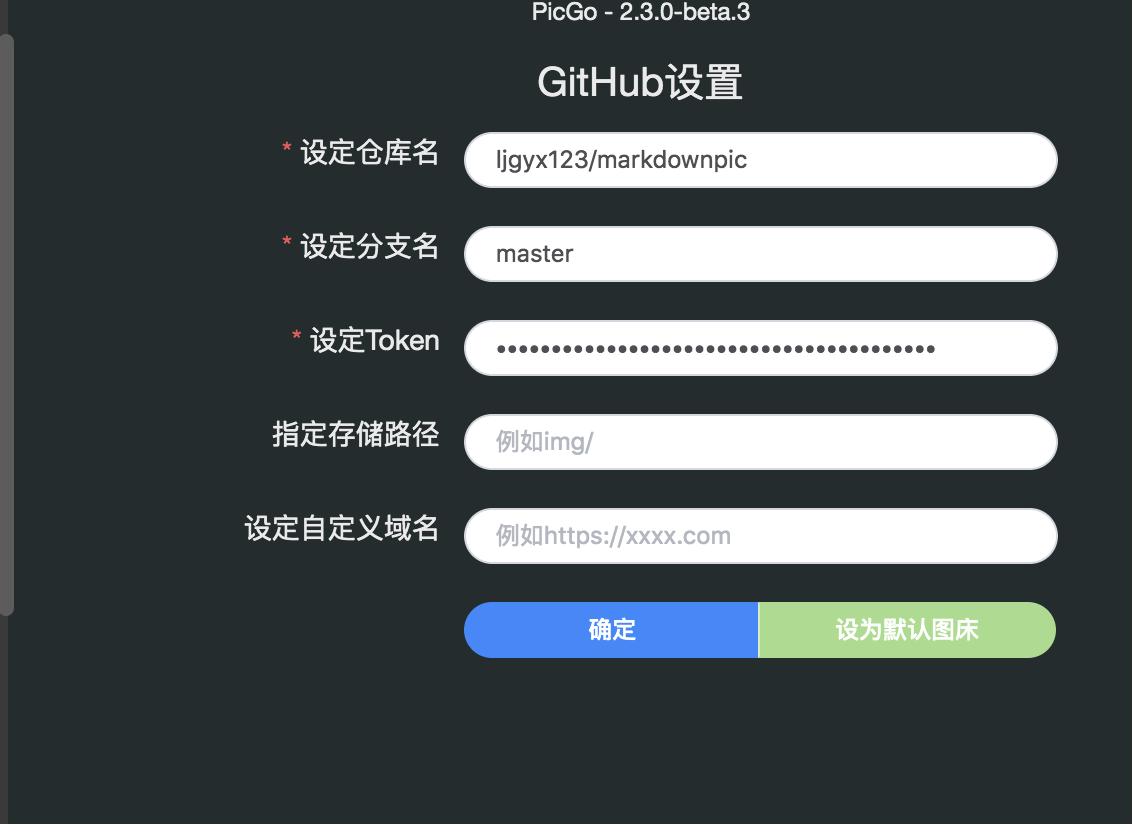 PicGo - 2.3.0-beta.3
GitHub设置
* 设定仓库名 ljgyx123/markdownpic
* 设定分支名 master
* 设定Token ••••••••••••••••••••••••••••••••••••••••
指定存储路径 例如img/
设定自定义域名 例如https://xxxx.com
确定 设为默认图床